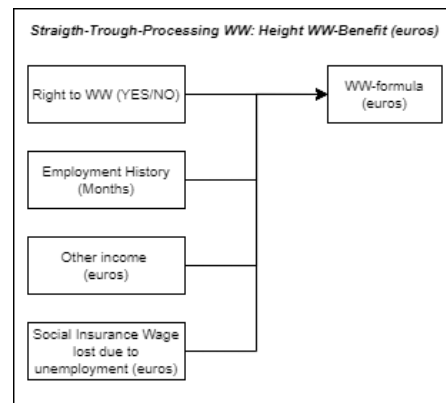 Straigth-Trough-Processing WW: Height WW-Benefit (euros)
Right to WW (YES/NO)
WW-formula
(euros)
Employment History
(Months)
Other income
(euros)
Social Insurance Wage
lost due to
unemployment (euros)